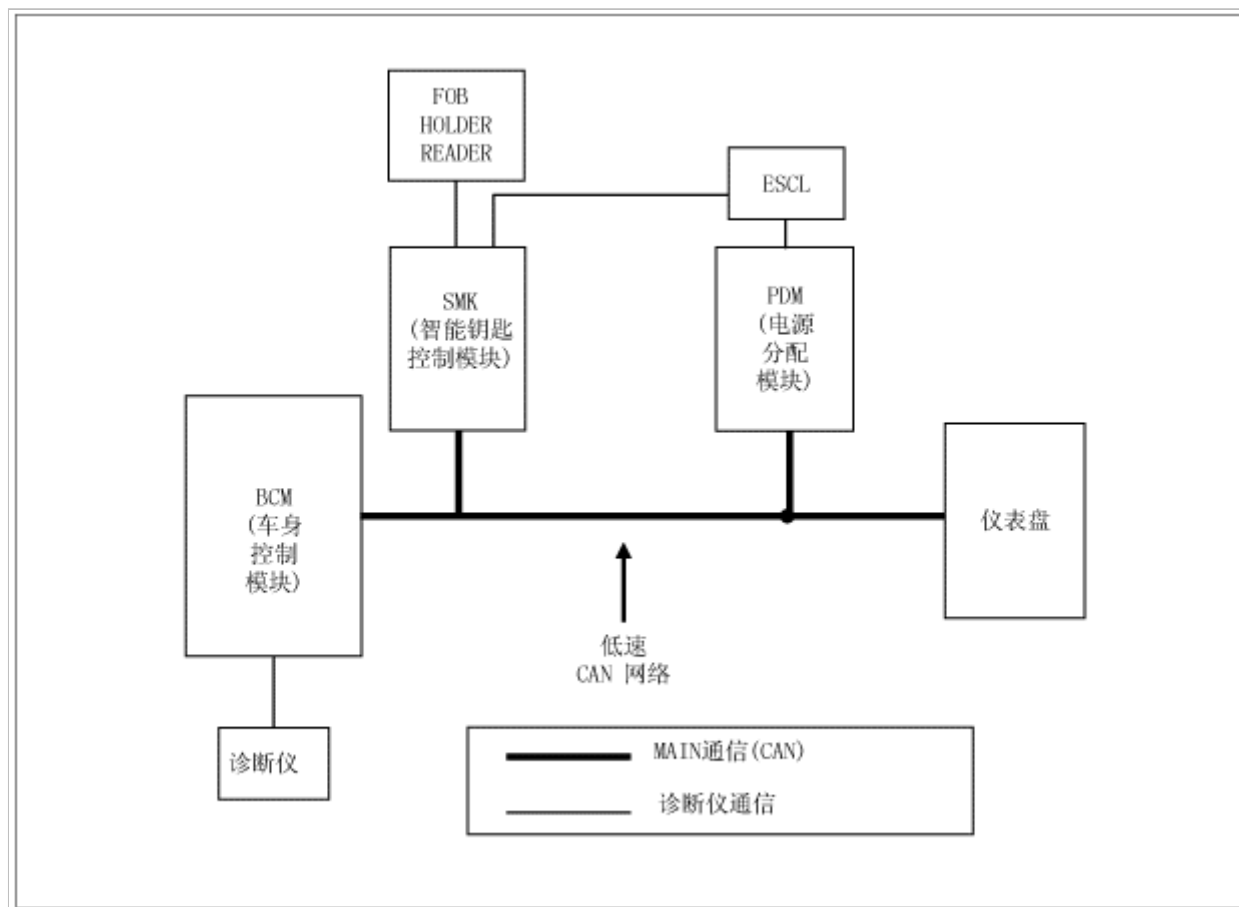 FOB
HOLDER
READER
ESCL
SMK
(智能钥匙
控制模块)
PDM
(电源
分配
模块)
BCM
(车身
控制
模块)
仪表盘
低速
CAN 网络
诊断仪
MAIN通信(CAN)
诊断仪通信